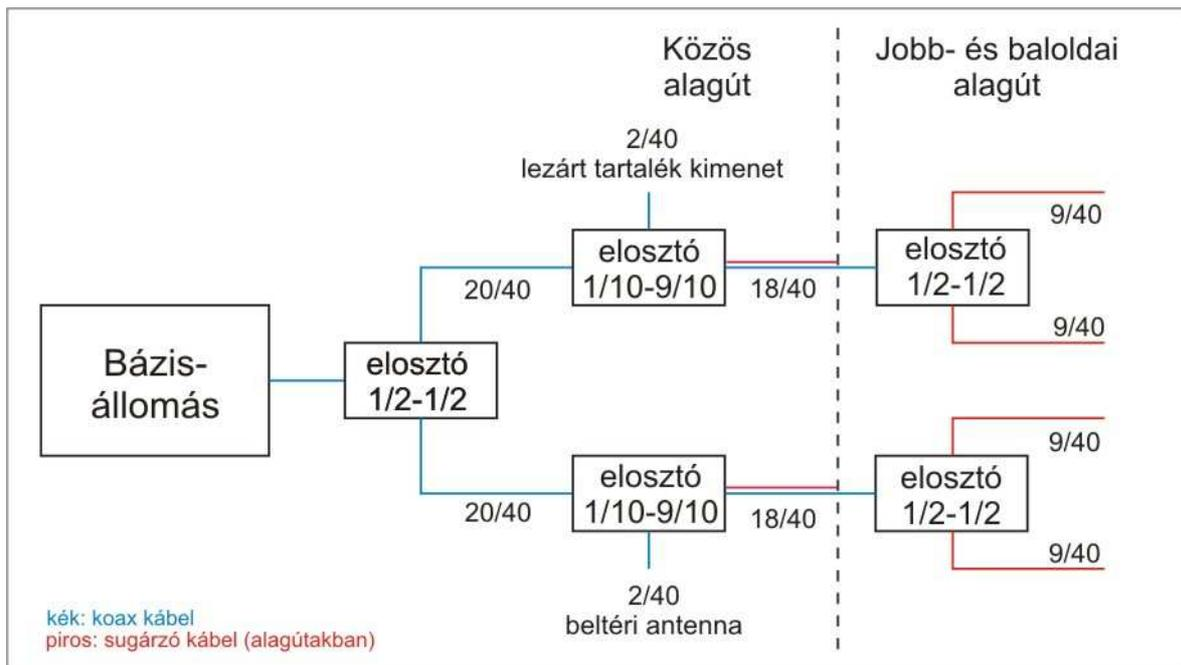 Közös
alagút
Jobb- és baloldai
alagút
2/40
lezárt tartalék kimenet
9/40
elosztó
1/10-9/10
elosztó
1/2-1/2
20/40
18/40
9/40
Bázis-
állomás
elosztó
1/2-1/2
9/40
elosztó
1/10-9/10
elosztó
1/2-1/2
20/40
18/40
9/40
2/40
beltéri antenna
kék: koax kábel
piros: sugárzó kábel (alagútakban)